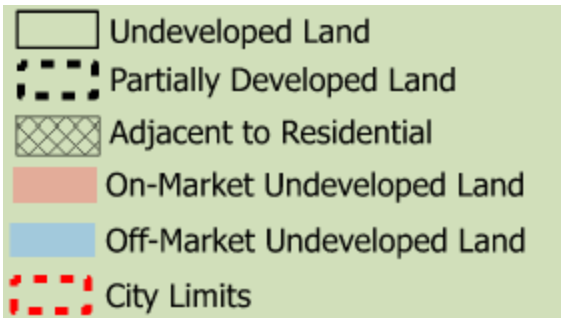 Undeveloped Land
Partially Developed Land
Adjacent to Residential
On-Market Undeveloped Land
Off-Market Undeveloped Land
City Limits